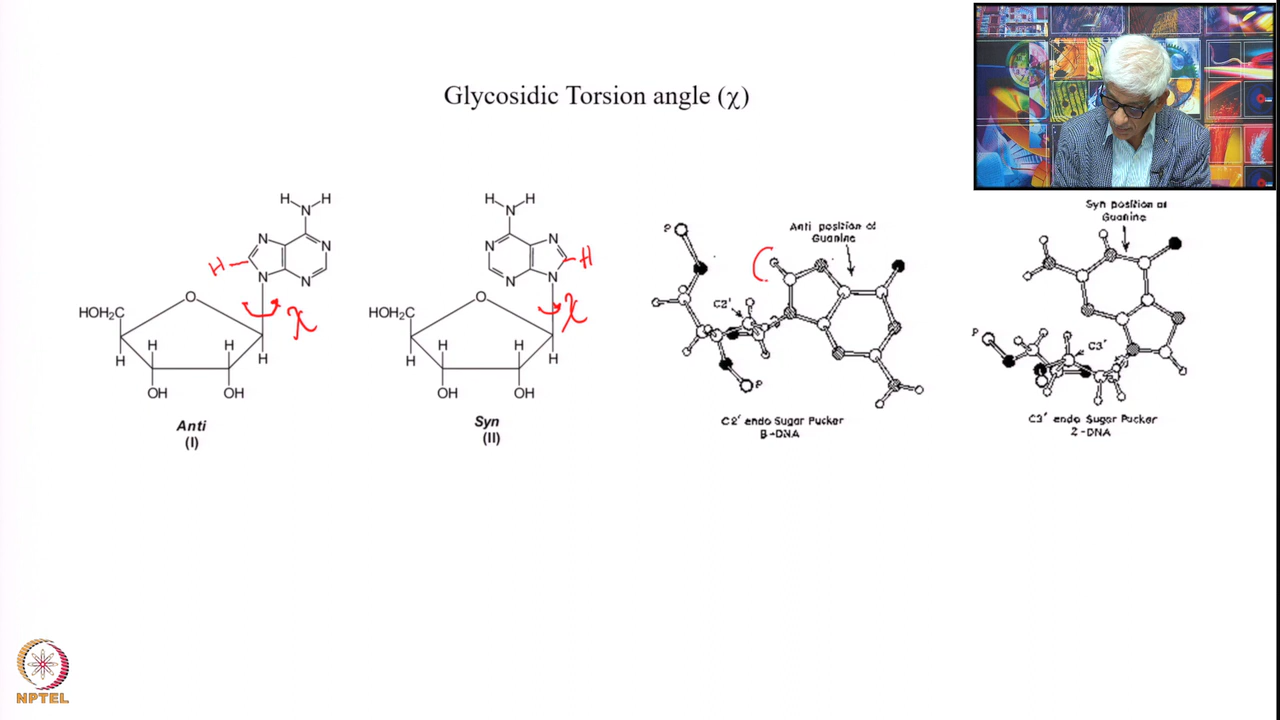 Glycosidic Torsion angle (χ)
H H
N
N N
H
N N
HOH₂C
O
χ
H
H H
H
OH OH
Anti
(I)
H H
N
N N
H
N N
HOH₂C
O
χ
H
H H
H
OH OH
Syn
(II)
P
Anti position of
Guanine
C2'
P
C2' endo Sugar Pucker
B-DNA
Syn position of
Guanine
P
C3'
C3' endo Sugar Pucker
Z-DNA
NPTEL